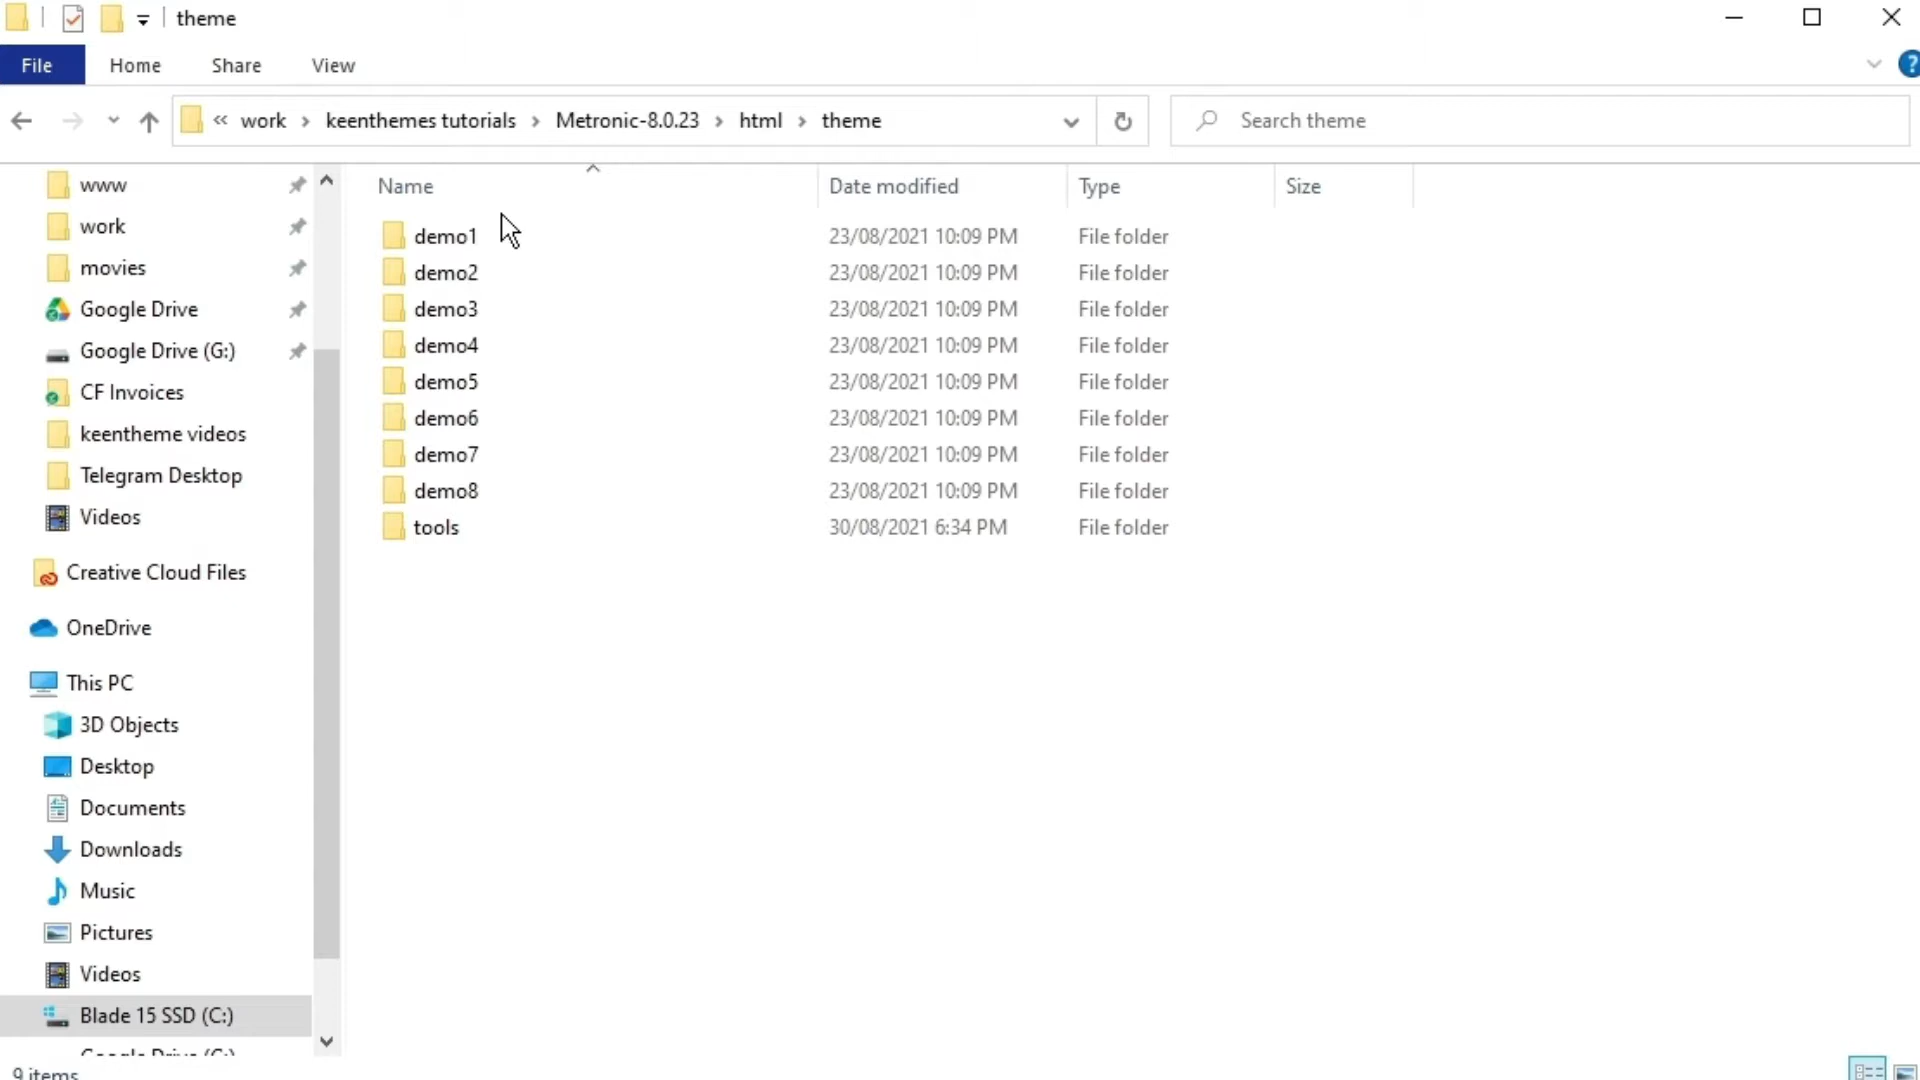 theme
File Home Share View
« work › keenthemes tutorials › Metronic-8.0.23 › html › theme
Search theme
www
work
movies
Google Drive
Google Drive (G:)
CF Invoices
keentheme videos
Telegram Desktop
Videos
Creative Cloud Files
OneDrive
This PC
3D Objects
Desktop
Documents
Downloads
Music
Pictures
Videos
Blade 15 SSD (C:)
Google Drive (G:)
Name Date modified Type Size
demo1 23/08/2021 10:09 PM File folder
demo2 23/08/2021 10:09 PM File folder
demo3 23/08/2021 10:09 PM File folder
demo4 23/08/2021 10:09 PM File folder
demo5 23/08/2021 10:09 PM File folder
demo6 23/08/2021 10:09 PM File folder
demo7 23/08/2021 10:09 PM File folder
demo8 23/08/2021 10:09 PM File folder
tools 30/08/2021 6:34 PM File folder
9 items